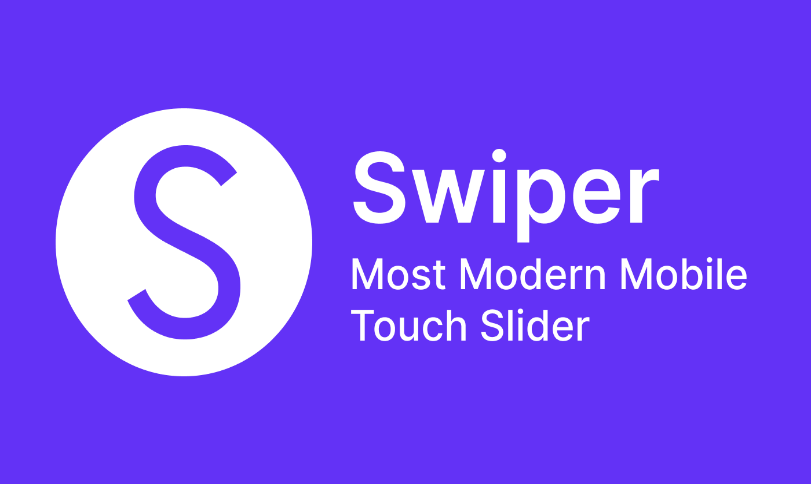 S
Swiper
Most Modern Mobile
Touch Slider